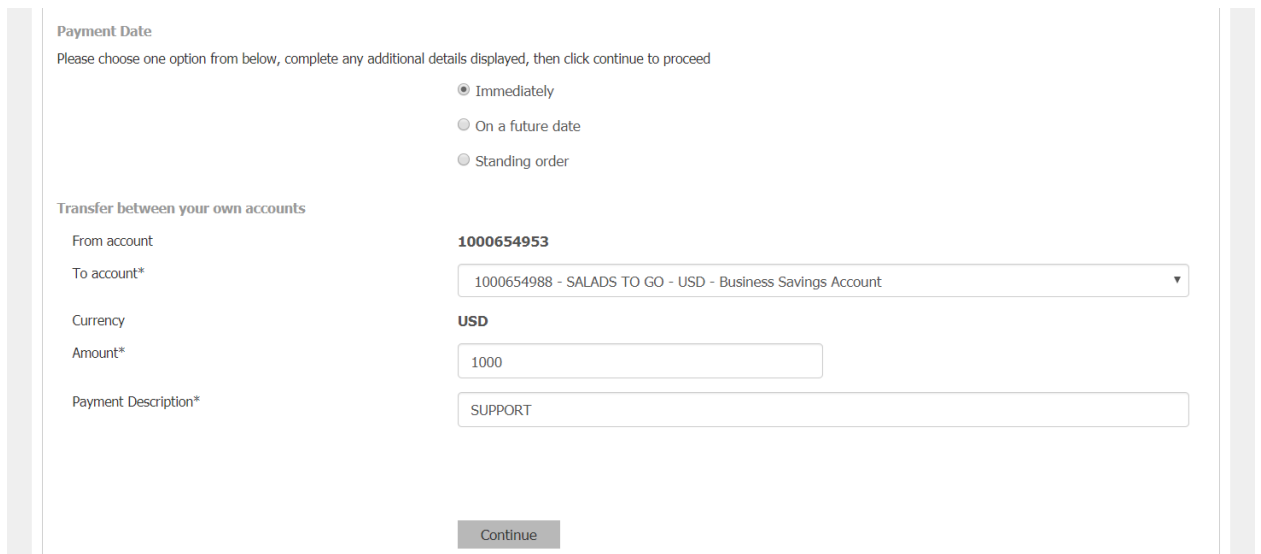 Payment Date
Please choose one option from below, complete any additional details displayed, then click continue to proceed
Immediately
On a future date
Standing order
Transfer between your own accounts
From account 1000654953
To account* 1000654988 - SALADS TO GO - USD - Business Savings Account
Currency USD
Amount* 1000
Payment Description* SUPPORT
Continue